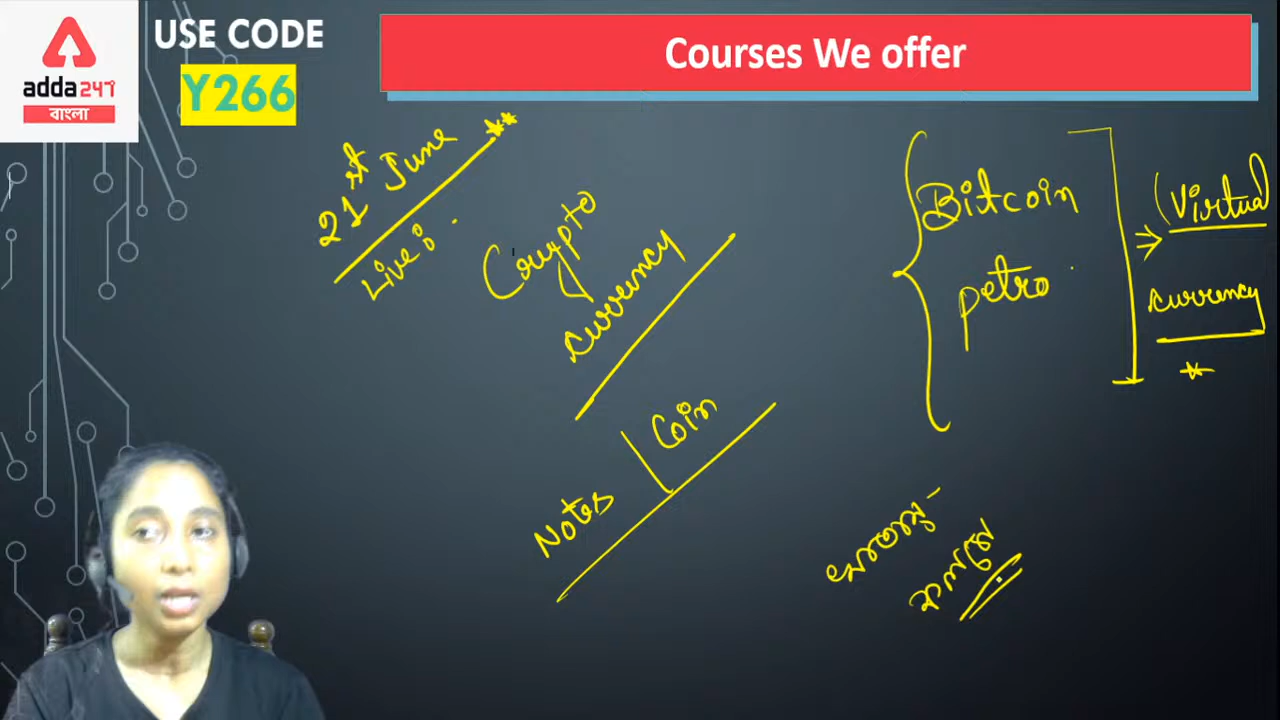 adda247
বাংলা
USE CODE
Y266
Courses We offer
21st June **
Live:
Crypto
currency
Notes | Coin
Bitcoin
petro
(Virtual
currency
*